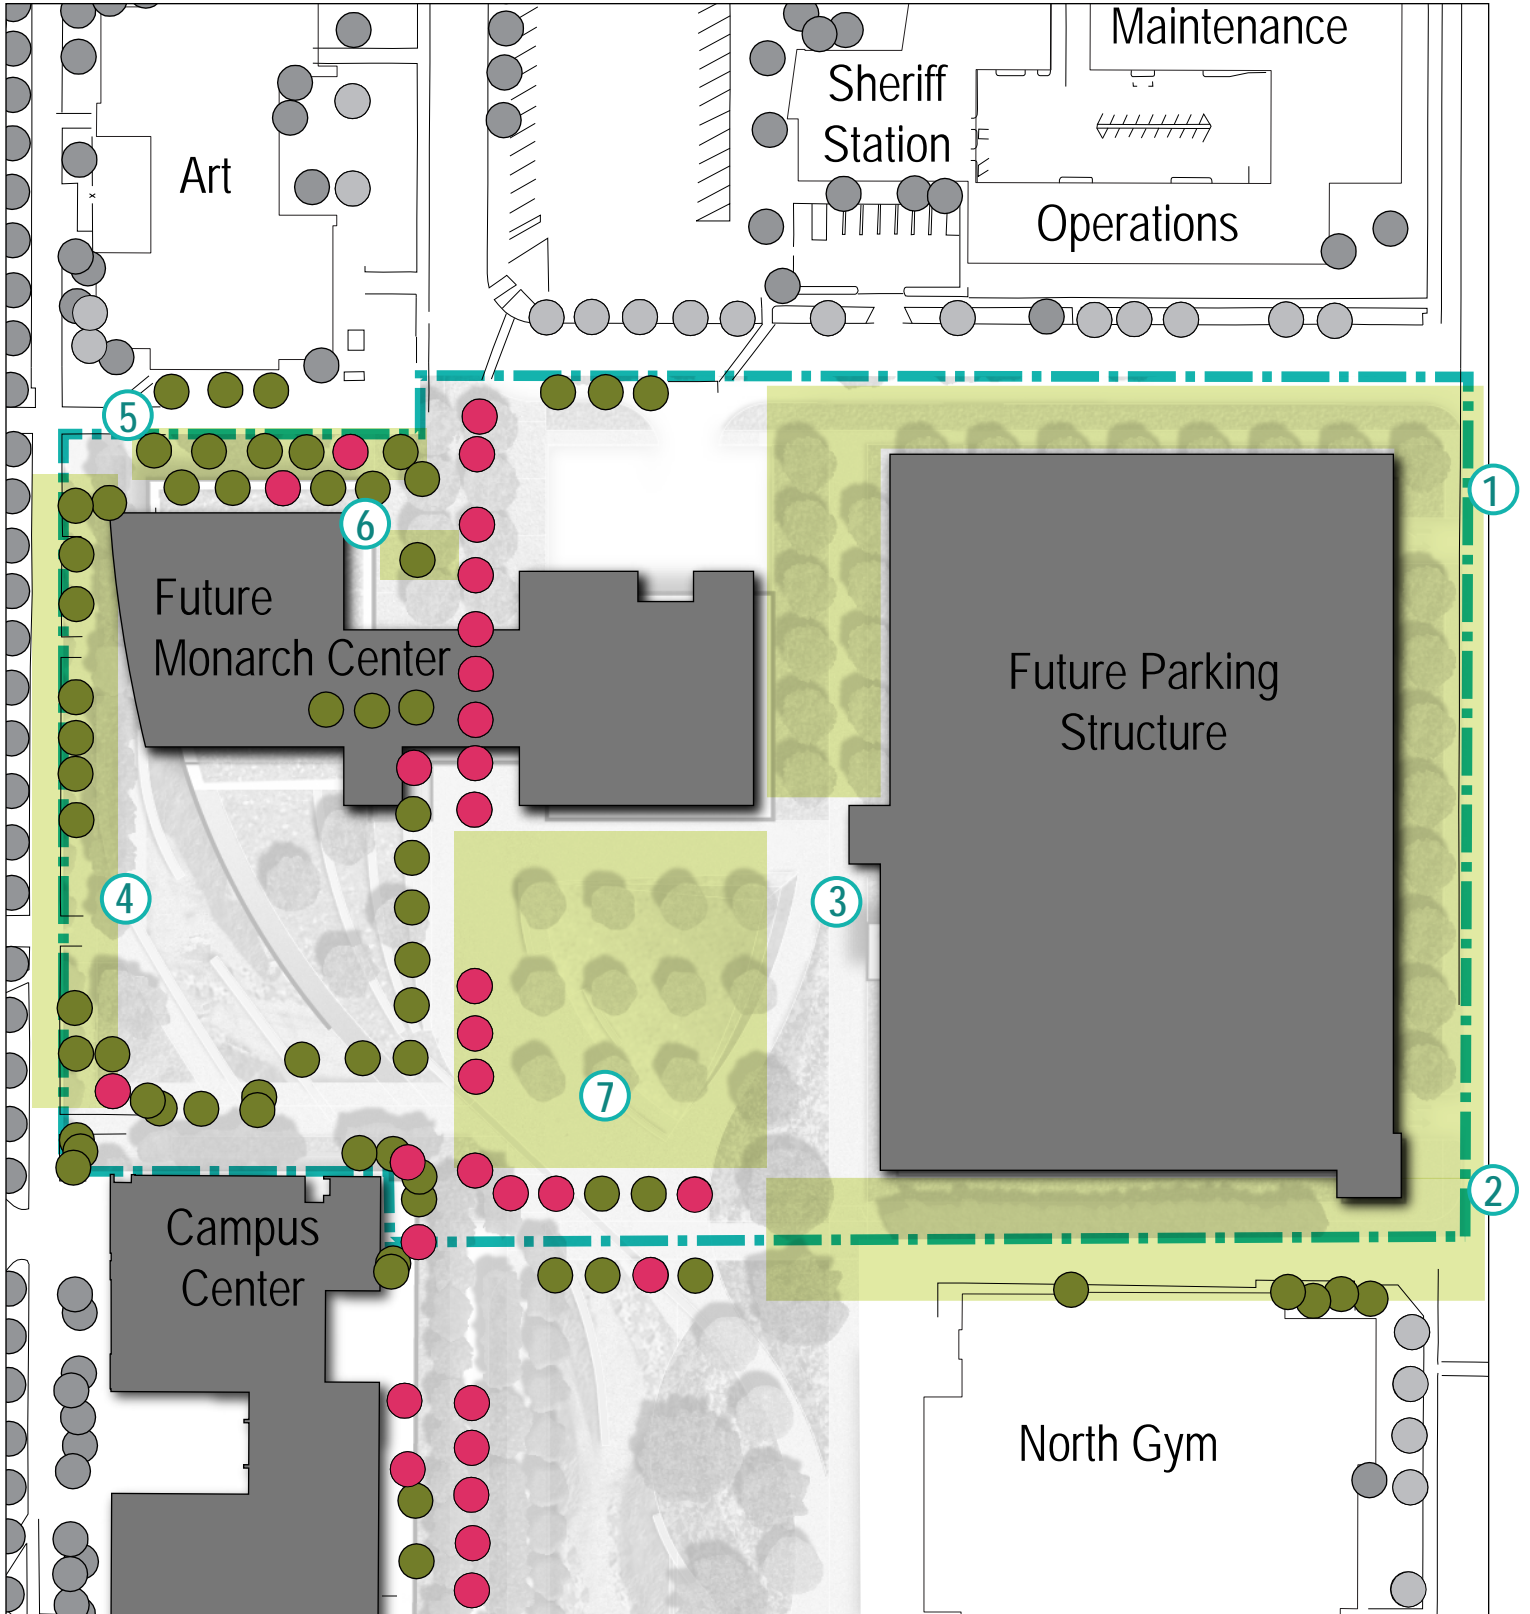 Maintenance
Sheriff
Station
Art
Operations
5
1
6
Future
Monarch Center
Future Parking
Structure
4
3
7
2
Campus
Center
North Gym